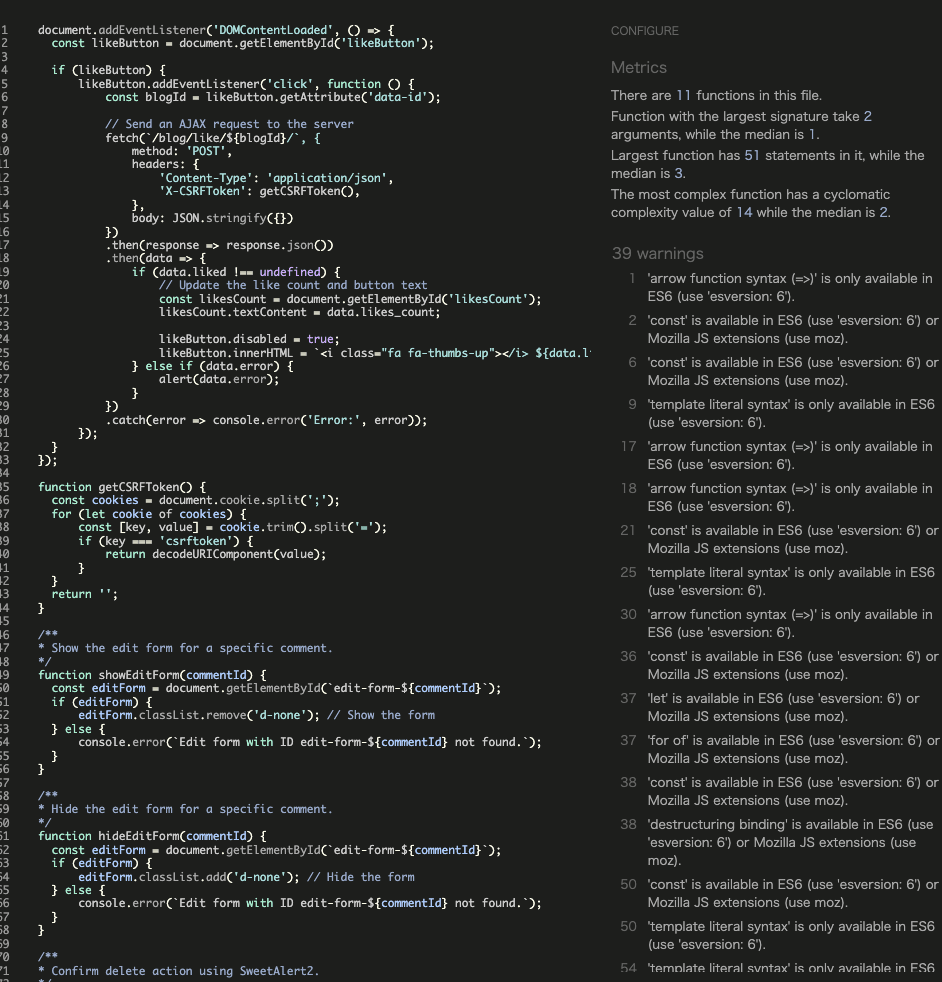 1 document.addEventListener('DOMContentLoaded', () => {
2   const likeButton = document.getElementById('likeButton');
3
4   if (likeButton) {
5       likeButton.addEventListener('click', function () {
6           const blogId = likeButton.getAttribute('data-id');
7
8           // Send an AJAX request to the server
9           fetch(`/blog/like/${blogId}/`, {
10               method: 'POST',
11               headers: {
12                   'Content-Type': 'application/json',
13                   'X-CSRFToken': getCSRFToken(),
14               },
15               body: JSON.stringify({})
16           })
17           .then(response => response.json())
18           .then(data => {
19               if (data.liked !== undefined) {
20                   // Update the like count and button text
21                   const likesCount = document.getElementById('likesCount');
22                   likesCount.textContent = data.likes_count;
23
24                   likeButton.disabled = true;
25                   likeButton.innerHTML = `<i class="fa fa-thumbs-up"></i> ${data.l
26               } else if (data.error) {
27                   alert(data.error);
28               }
29           })
30           .catch(error => console.error('Error:', error));
31       });
32   }
33 });
34
35 function getCSRFToken() {
36   const cookies = document.cookie.split(';');
37   for (let cookie of cookies) {
38       const [key, value] = cookie.trim().split('=');
39       if (key === 'csrftoken') {
40           return decodeURIComponent(value);
41       }
42   }
43   return '';
44 }
45
46 /**
47 * Show the edit form for a specific comment.
48 */
49 function showEditForm(commentId) {
50   const editForm = document.getElementById(`edit-form-${commentId}`);
51   if (editForm) {
52       editForm.classList.remove('d-none'); // Show the form
53   } else {
54       console.error(`Edit form with ID edit-form-${commentId} not found.`);
55   }
56 }
57
58 /**
59 * Hide the edit form for a specific comment.
60 */
61 function hideEditForm(commentId) {
62   const editForm = document.getElementById(`edit-form-${commentId}`);
63   if (editForm) {
64       editForm.classList.add('d-none'); // Hide the form
65   } else {
66       console.error(`Edit form with ID edit-form-${commentId} not found.`);
67   }
68 }
69
70 /**
71 * Confirm delete action using SweetAlert2.
CONFIGURE
Metrics
There are 11 functions in this file.
Function with the largest signature take 2
arguments, while the median is 1.
Largest function has 51 statements in it, while the
median is 3.
The most complex function has a cyclomatic
complexity value of 14 while the median is 2.
39 warnings
1 'arrow function syntax (=>)' is only available in
ES6 (use 'esversion: 6').
2 'const' is available in ES6 (use 'esversion: 6') or
Mozilla JS extensions (use moz).
6 'const' is available in ES6 (use 'esversion: 6') or
Mozilla JS extensions (use moz).
9 'template literal syntax' is only available in ES6
(use 'esversion: 6').
17 'arrow function syntax (=>)' is only available in
ES6 (use 'esversion: 6').
18 'arrow function syntax (=>)' is only available in
ES6 (use 'esversion: 6').
21 'const' is available in ES6 (use 'esversion: 6') or
Mozilla JS extensions (use moz).
25 'template literal syntax' is only available in ES6
(use 'esversion: 6').
30 'arrow function syntax (=>)' is only available in
ES6 (use 'esversion: 6').
36 'const' is available in ES6 (use 'esversion: 6') or
Mozilla JS extensions (use moz).
37 'let' is available in ES6 (use 'esversion: 6') or
Mozilla JS extensions (use moz).
37 'for of' is available in ES6 (use 'esversion: 6') or
Mozilla JS extensions (use moz).
38 'const' is available in ES6 (use 'esversion: 6') or
Mozilla JS extensions (use moz).
38 'destructuring binding' is available in ES6 (use
'esversion: 6') or Mozilla JS extensions (use
moz).
50 'const' is available in ES6 (use 'esversion: 6') or
Mozilla JS extensions (use moz).
50 'template literal syntax' is only available in ES6
(use 'esversion: 6').
54 'template literal syntax' is only available in ES6